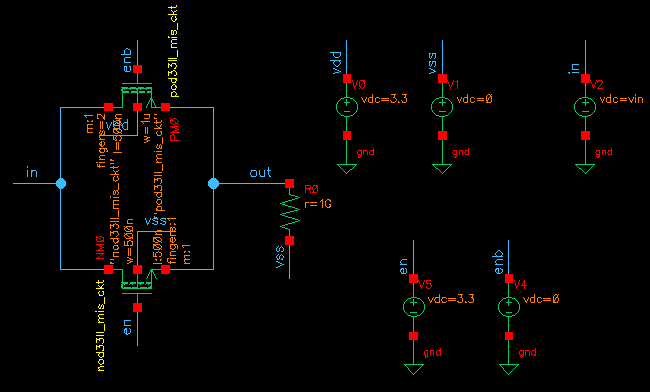 enb
pod33ll_mis_ckt
m:1
fingers=2
vdd
l=500n
w=1u
"pod33ll_mis_ckt"
PM0
in
out
"nod33ll_mis_ckt"
NM0
w=500n
vss
l:500n
fingers:1
m:1
nod33ll_mis_ckt
en
R0
r=1G
vss
vdd
V0
vdc=3.3
gnd
vss
V1
vdc=0
gnd
in
V2
vdc=vin
gnd
en
V5
vdc=3.3
gnd
enb
V4
vdc=0
gnd